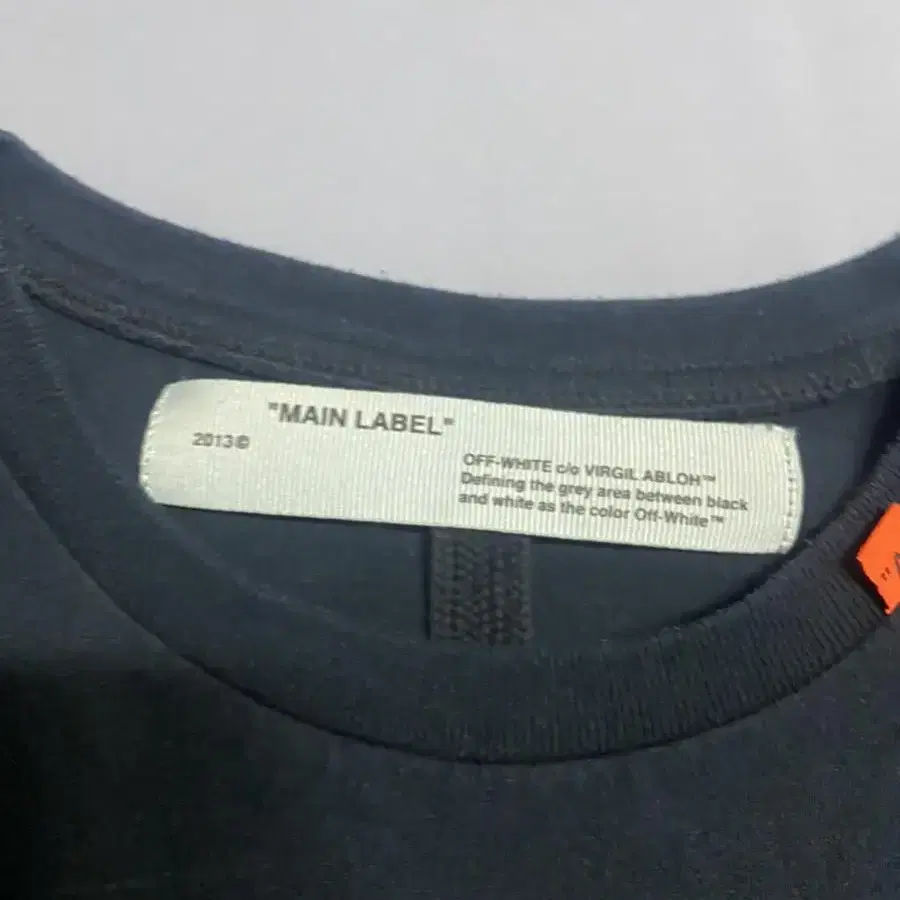 "MAIN LABEL"
2013©
OFF-WHITE c/o VIRGIL ABLOH™
Defining the grey area between black
and white as the color Off-White™